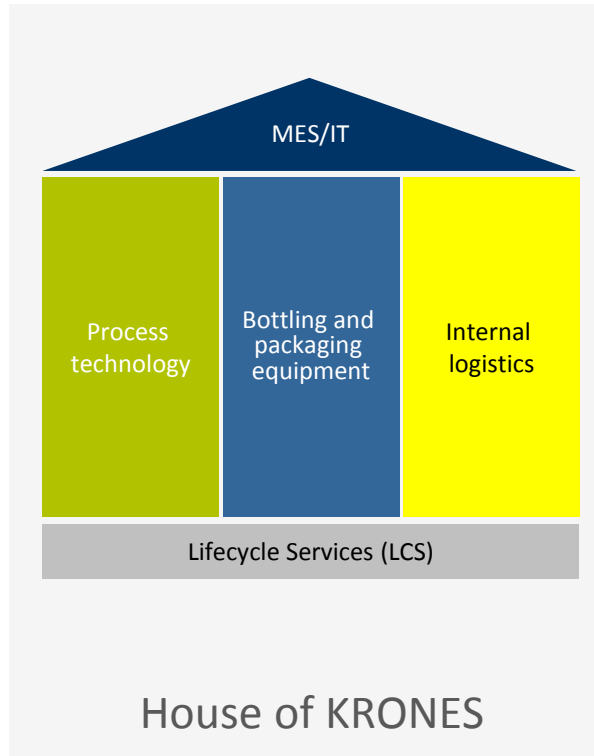 MES/IT
Process
technology
Bottling and
packaging
equipment
Internal
logistics
Lifecycle Services (LCS)
House of KRONES